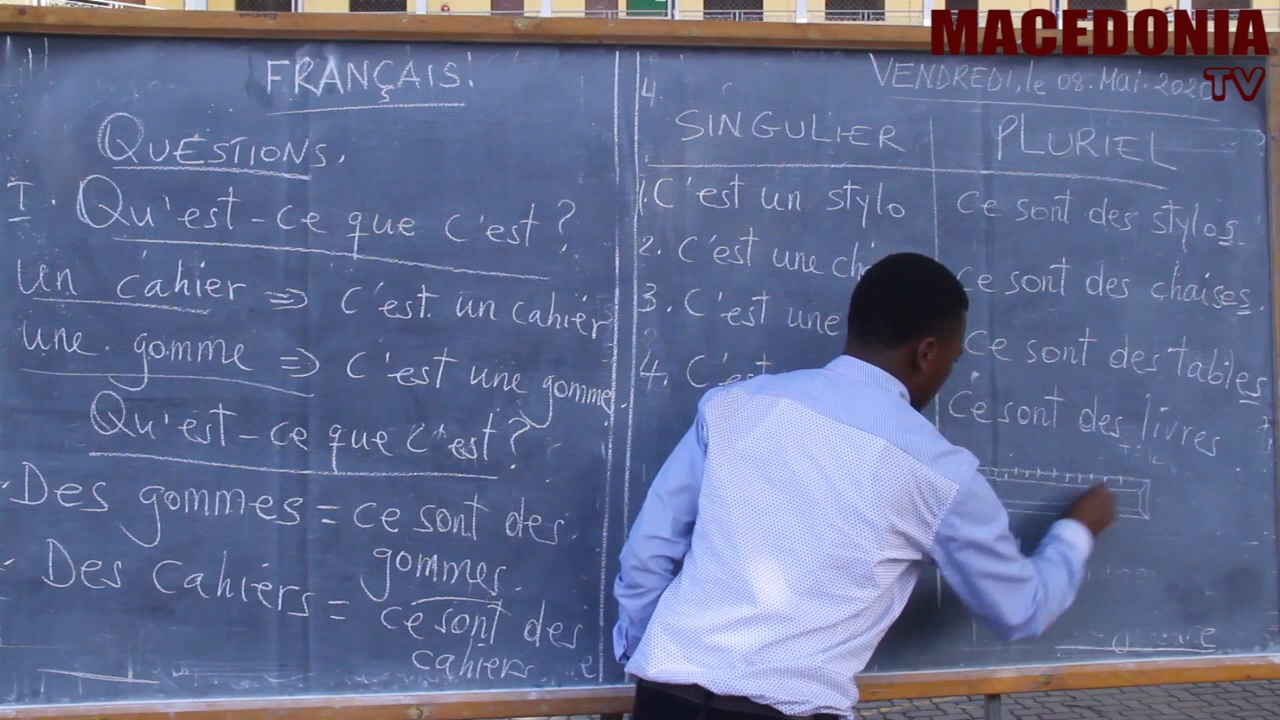 MACEDONIA
TV
FRANÇAIS.
QUESTIONS.
I. Qu'est-ce que c'est?
Un cahier => C'est un cahier
une gomme => C'est une gomme.
Qu'est-ce que c'est?
-Des gommes = ce sont des
gommes.
- Des cahiers = ce sont des
cahiers
VENDREDI, le 08. Mai. 2020
4.
SINGULIER PLURIEL
1. C'est un stylo ce sont des stylos.
2. C'est une ce sont des chaises.
3. C'est une ce sont des tables
4. C'est ce sont des livres